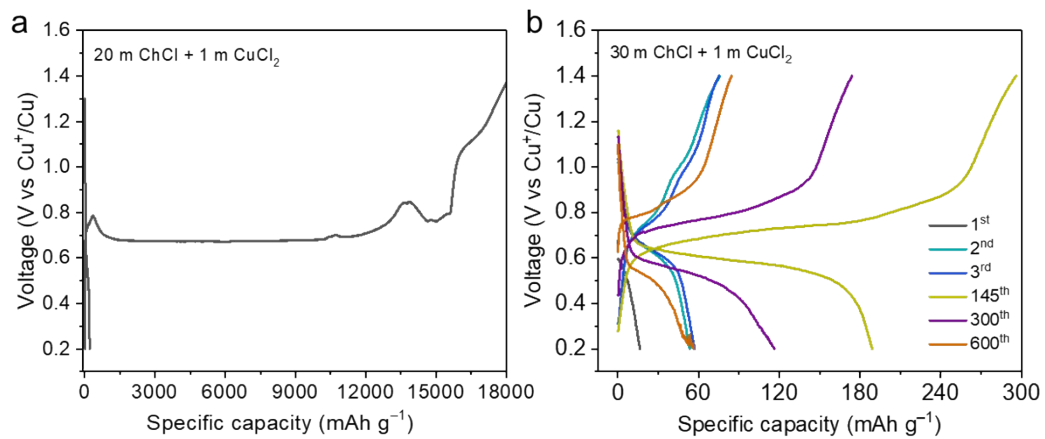 a
20 m ChCl + 1 m CuCl₂
Voltage (V vs Cu⁺/Cu)
1.6
1.4
1.2
1.0
0.8
0.6
0.4
0.2
0 3000 6000 9000 12000 15000 18000
Specific capacity (mAh g⁻¹)
b
30 m ChCl + 1 m CuCl₂
Voltage (V vs Cu⁺/Cu)
1.6
1.4
1.2
1.0
0.8
0.6
0.4
0.2
1ˢᵗ
2ⁿᵈ
3ʳᵈ
145ᵗʰ
300ᵗʰ
600ᵗʰ
0 60 120 180 240 300
Specific capacity (mAh g⁻¹)